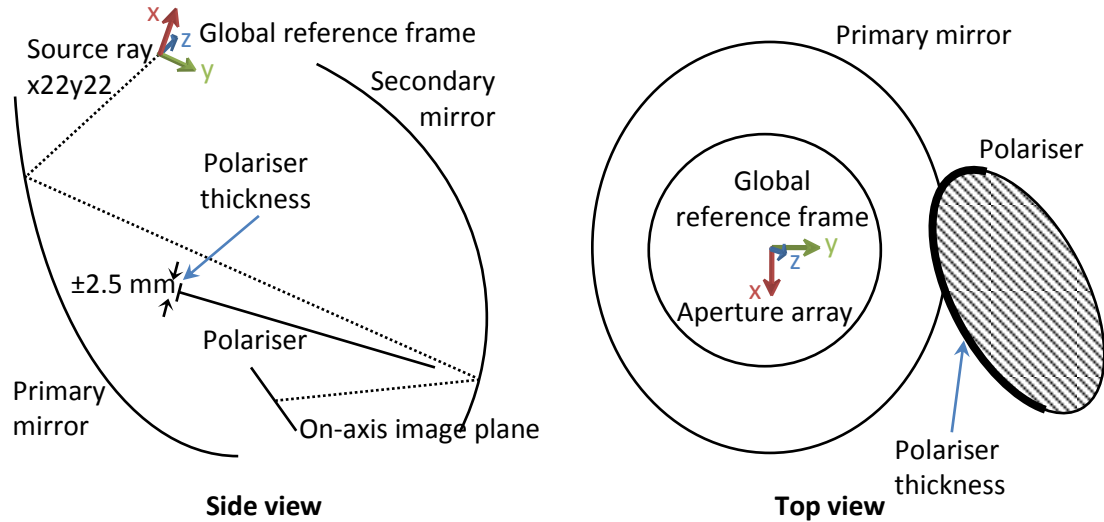 x
Global reference frame
z
y
Source ray
x22y22
Secondary
mirror
Polariser
thickness
±2.5 mm
Polariser
Primary
mirror
On-axis image plane
Side view
Primary mirror
Polariser
Global
reference frame
y
z
x
Aperture array
Polariser
thickness
Top view